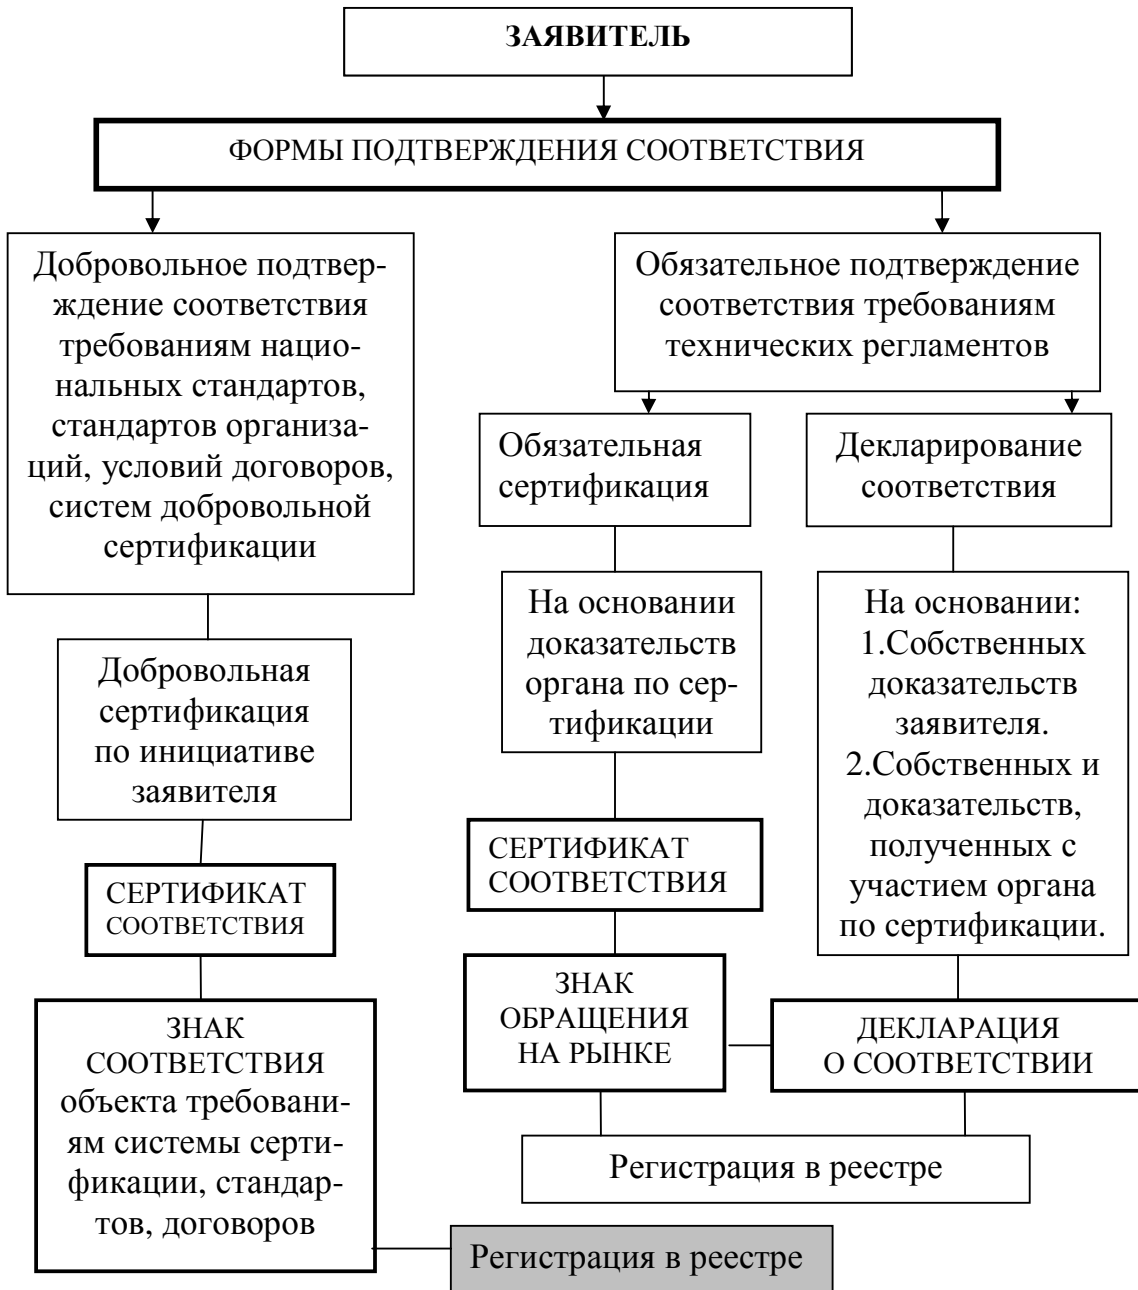 ЗАЯВИТЕЛЬ
ФОРМЫ ПОДТВЕРЖДЕНИЯ СООТВЕТСТВИЯ
Добровольное подтвер-
ждение соответствия
требованиям нацио-
нальных стандартов,
стандартов организа-
ций, условий договоров,
систем добровольной
сертификации
Обязательное подтверждение
соответствия требованиям
технических регламентов
Обязательная
сертификация
Декларирование
соответствия
На основании
доказательств
органа по сер-
тификации
На основании:
1.Собственных
доказательств
заявителя.
2.Собственных и
доказательств,
полученных с
участием органа
по сертификации.
Добровольная
сертификация
по инициативе
заявителя
СЕРТИФИКАТ
СООТВЕТСТВИЯ
СЕРТИФИКАТ
СООТВЕТСТВИЯ
ЗНАК
ОБРАЩЕНИЯ
НА РЫНКЕ
ДЕКЛАРАЦИЯ
О СООТВЕТСТВИИ
ЗНАК
СООТВЕТСТВИЯ
объекта требовани-
ям системы серти-
фикации, стандар-
тов, договоров
Регистрация в реестре
Регистрация в реестре